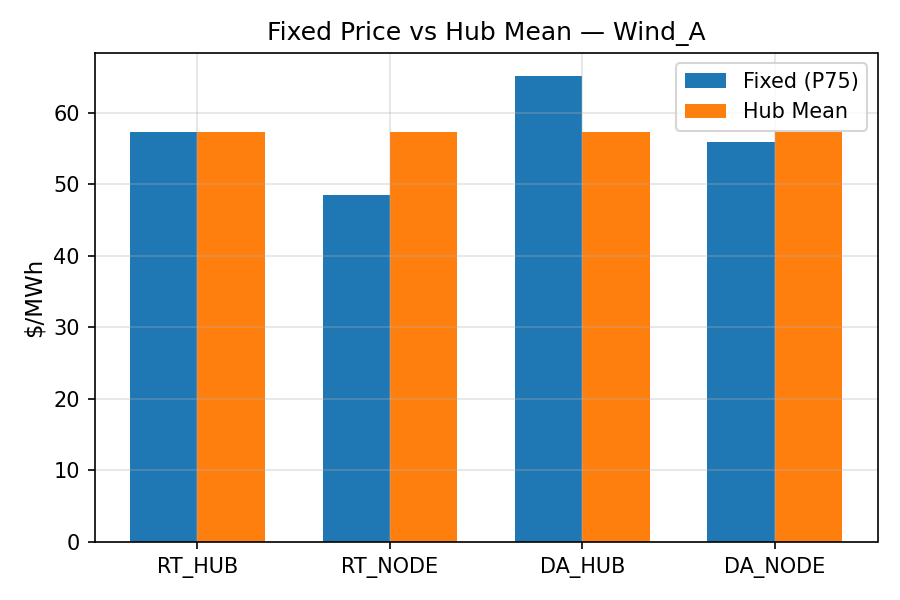 Fixed Price vs Hub Mean — Wind_A
Fixed (P75)
Hub Mean
$/MWh
60
50
40
30
20
10
0
RT_HUB
RT_NODE
DA_HUB
DA_NODE